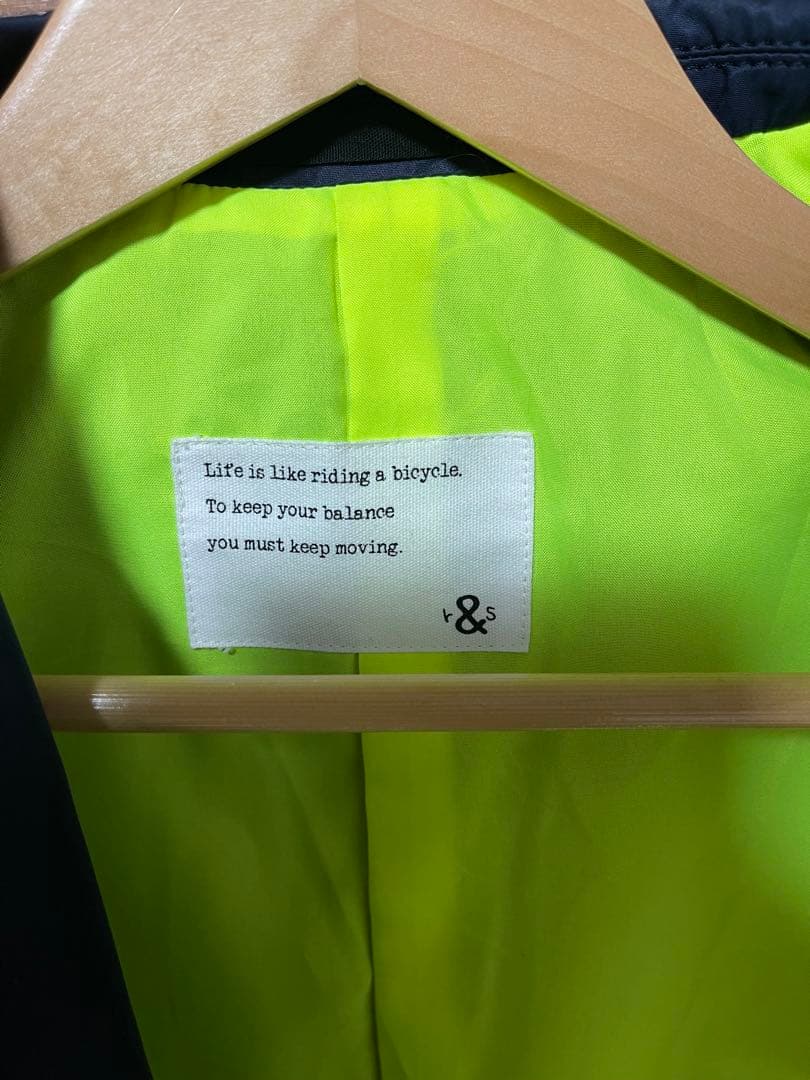 Life is like riding a bicycle.
To keep your balance
you must keep moving.
r&s